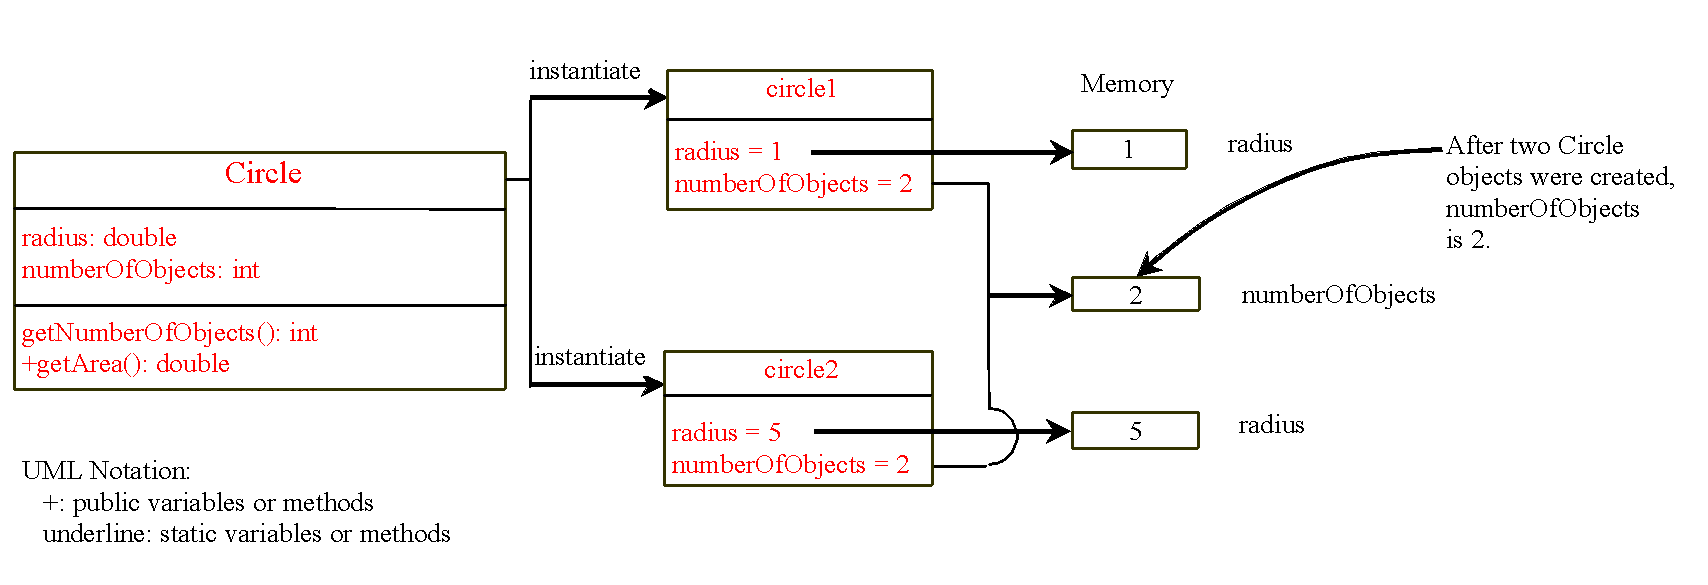 Circle
radius: double
numberOfObjects: int
getNumberOfObjects(): int
+getArea(): double
UML Notation:
+: public variables or methods
underline: static variables or methods
instantiate
circle1
radius = 1
numberOfObjects = 2
instantiate
circle2
radius = 5
numberOfObjects = 2
Memory
1
radius
2
numberOfObjects
5
radius
After two Circle
objects were created,
numberOfObjects
is 2.